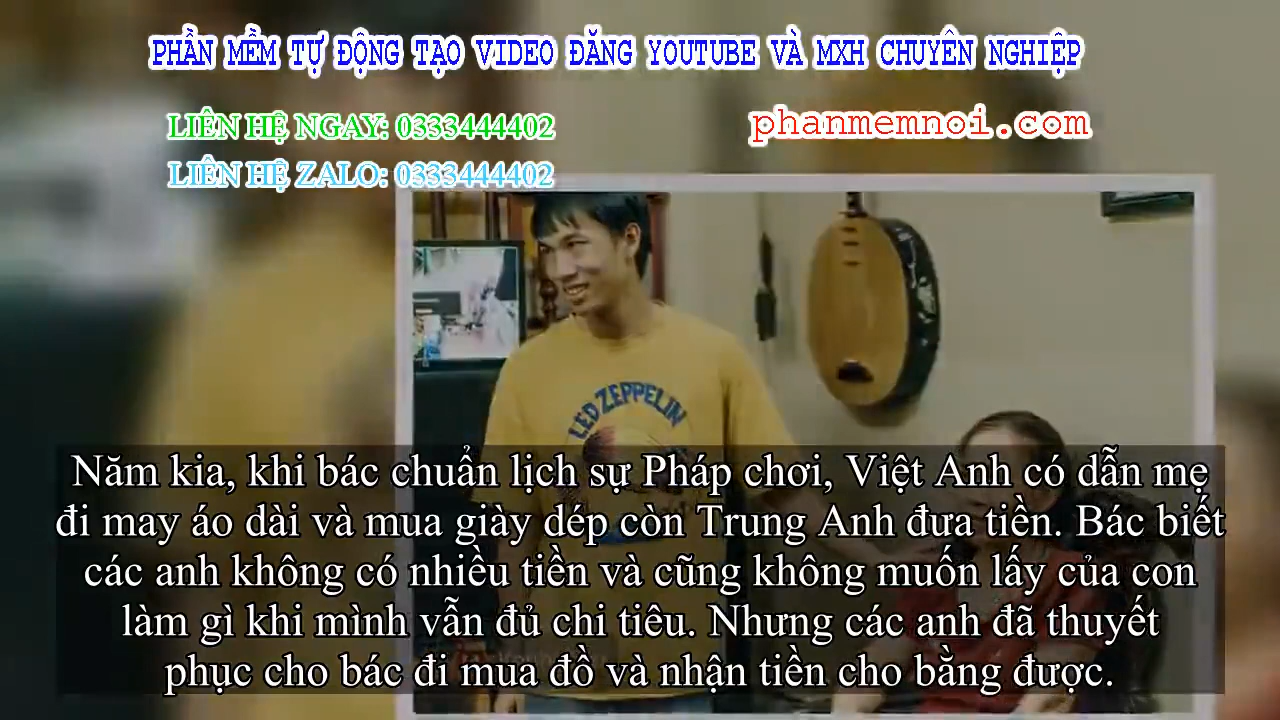 PHẦN MỀM TỰ ĐỘNG TẠO VIDEO ĐĂNG YOUTUBE VÀ MXH CHUYÊN NGHIỆP
LIÊN HỆ NGAY: 0333444402
phanmemnoi.com
LIÊN HỆ ZALO: 0333444402
LED ZEPPELIN
Năm kia, khi bác chuẩn lịch sự Pháp chơi, Việt Anh có dẫn mẹ
đi may áo dài và mua giày dép còn Trung Anh đưa tiền. Bác biết
các anh không có nhiều tiền và cũng không muốn lấy của con
làm gì khi mình vẫn đủ chi tiêu. Nhưng các anh đã thuyết
phục cho bác đi mua đồ và nhận tiền cho bằng được.